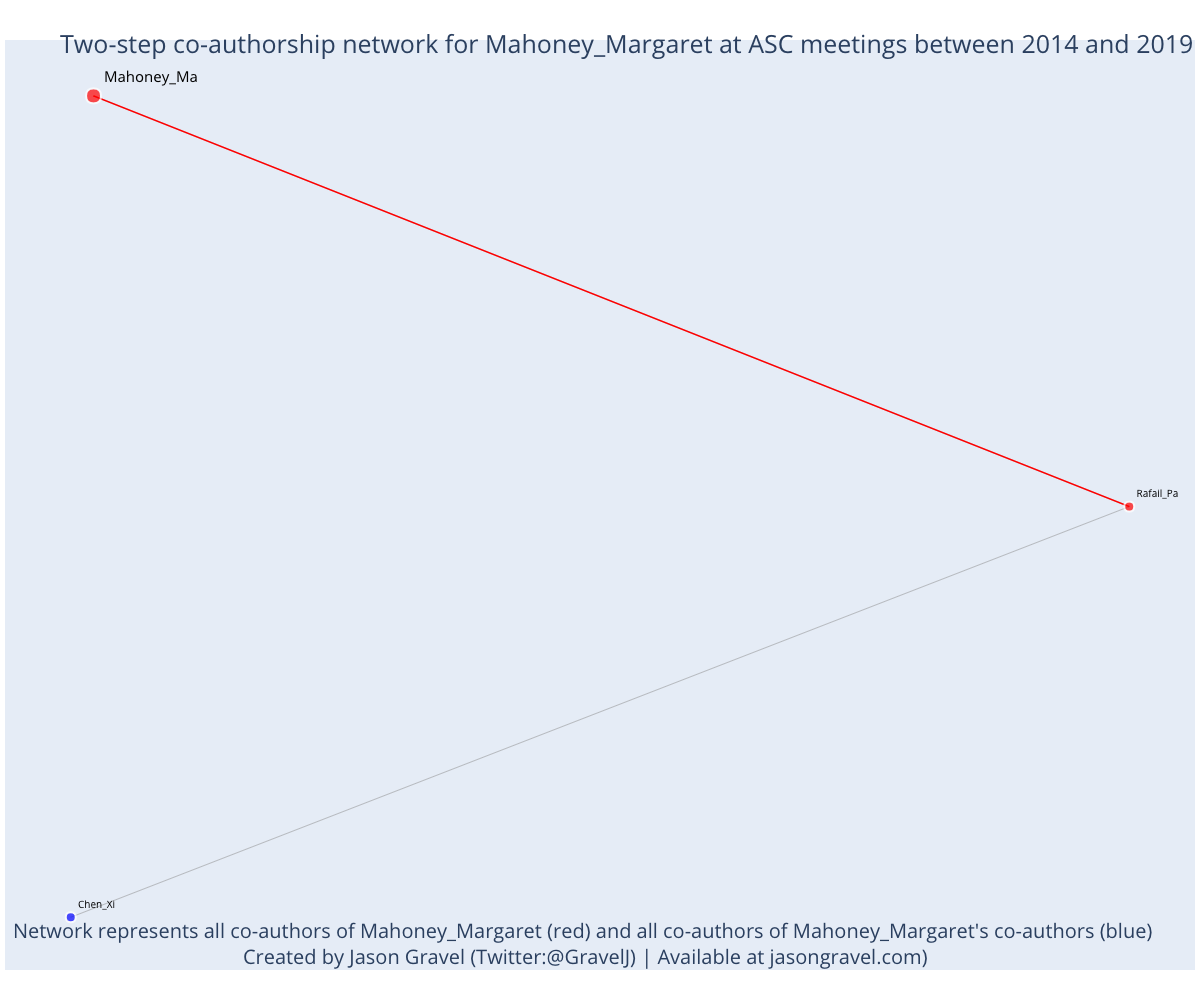 Two-step co-authorship network for Mahoney_Margaret at ASC meetings between 2014 and 2019
Mahoney_Ma
Rafail_Pa
Chen_Xi
Network represents all co-authors of Mahoney_Margaret (red) and all co-authors of Mahoney_Margaret's co-authors (blue)
Created by Jason Gravel (Twitter:@GravelJ) | Available at jasongravel.com)